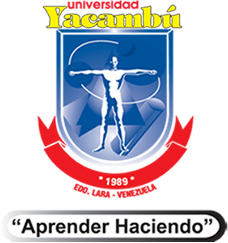 universidad
Yacambú
* 1989 *
EDO. LARA - VENEZUELA
“Aprender Haciendo”